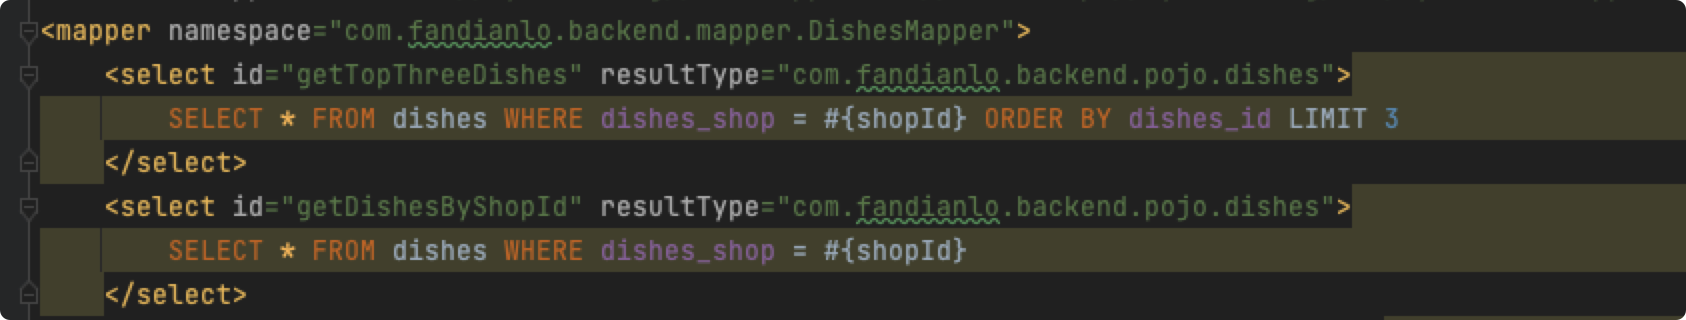 <mapper namespace="com.fandianlo.backend.mapper.DishesMapper">
<select id="getTopThreeDishes" resultType="com.fandianlo.backend.pojo.dishes">
SELECT * FROM dishes WHERE dishes_shop = #{shopId} ORDER BY dishes_id LIMIT 3
</select>
<select id="getDishesByShopId" resultType="com.fandianlo.backend.pojo.dishes">
SELECT * FROM dishes WHERE dishes_shop = #{shopId}
</select>